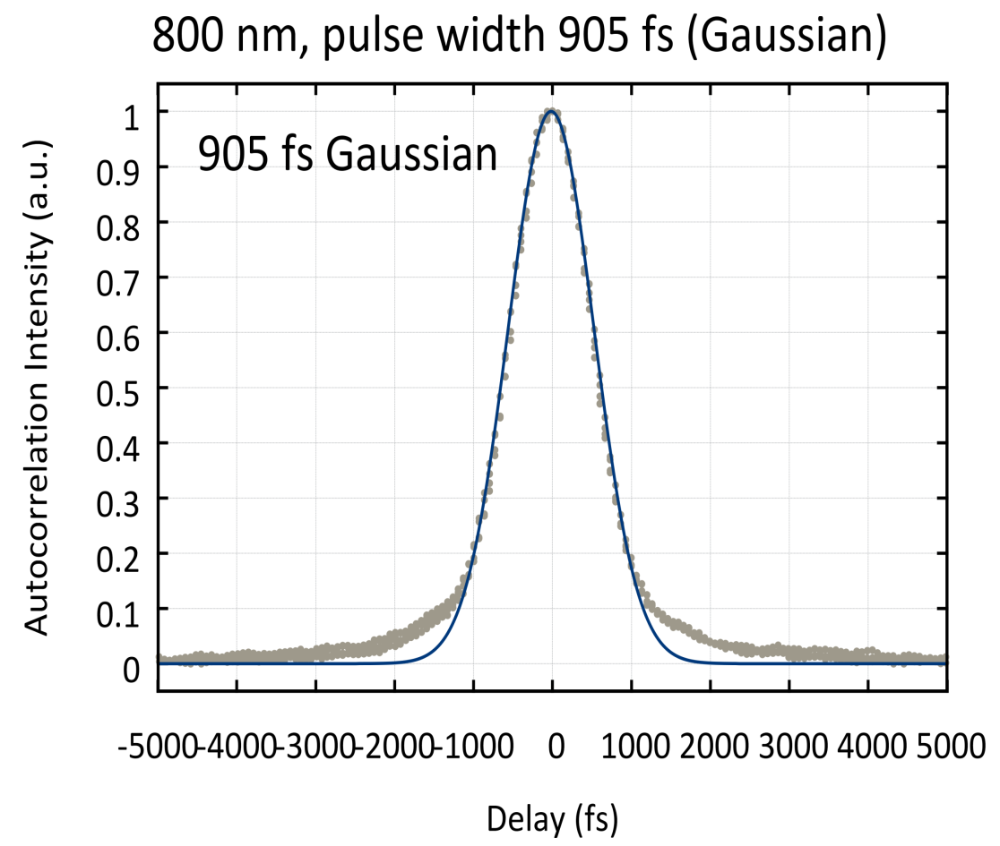 800 nm, pulse width 905 fs (Gaussian)
905 fs Gaussian
Autocorrelation Intensity (a.u.)
1
0.9
0.8
0.7
0.6
0.5
0.4
0.3
0.2
0.1
0
-5000 -4000 -3000 -2000 -1000 0 1000 2000 3000 4000 5000
Delay (fs)